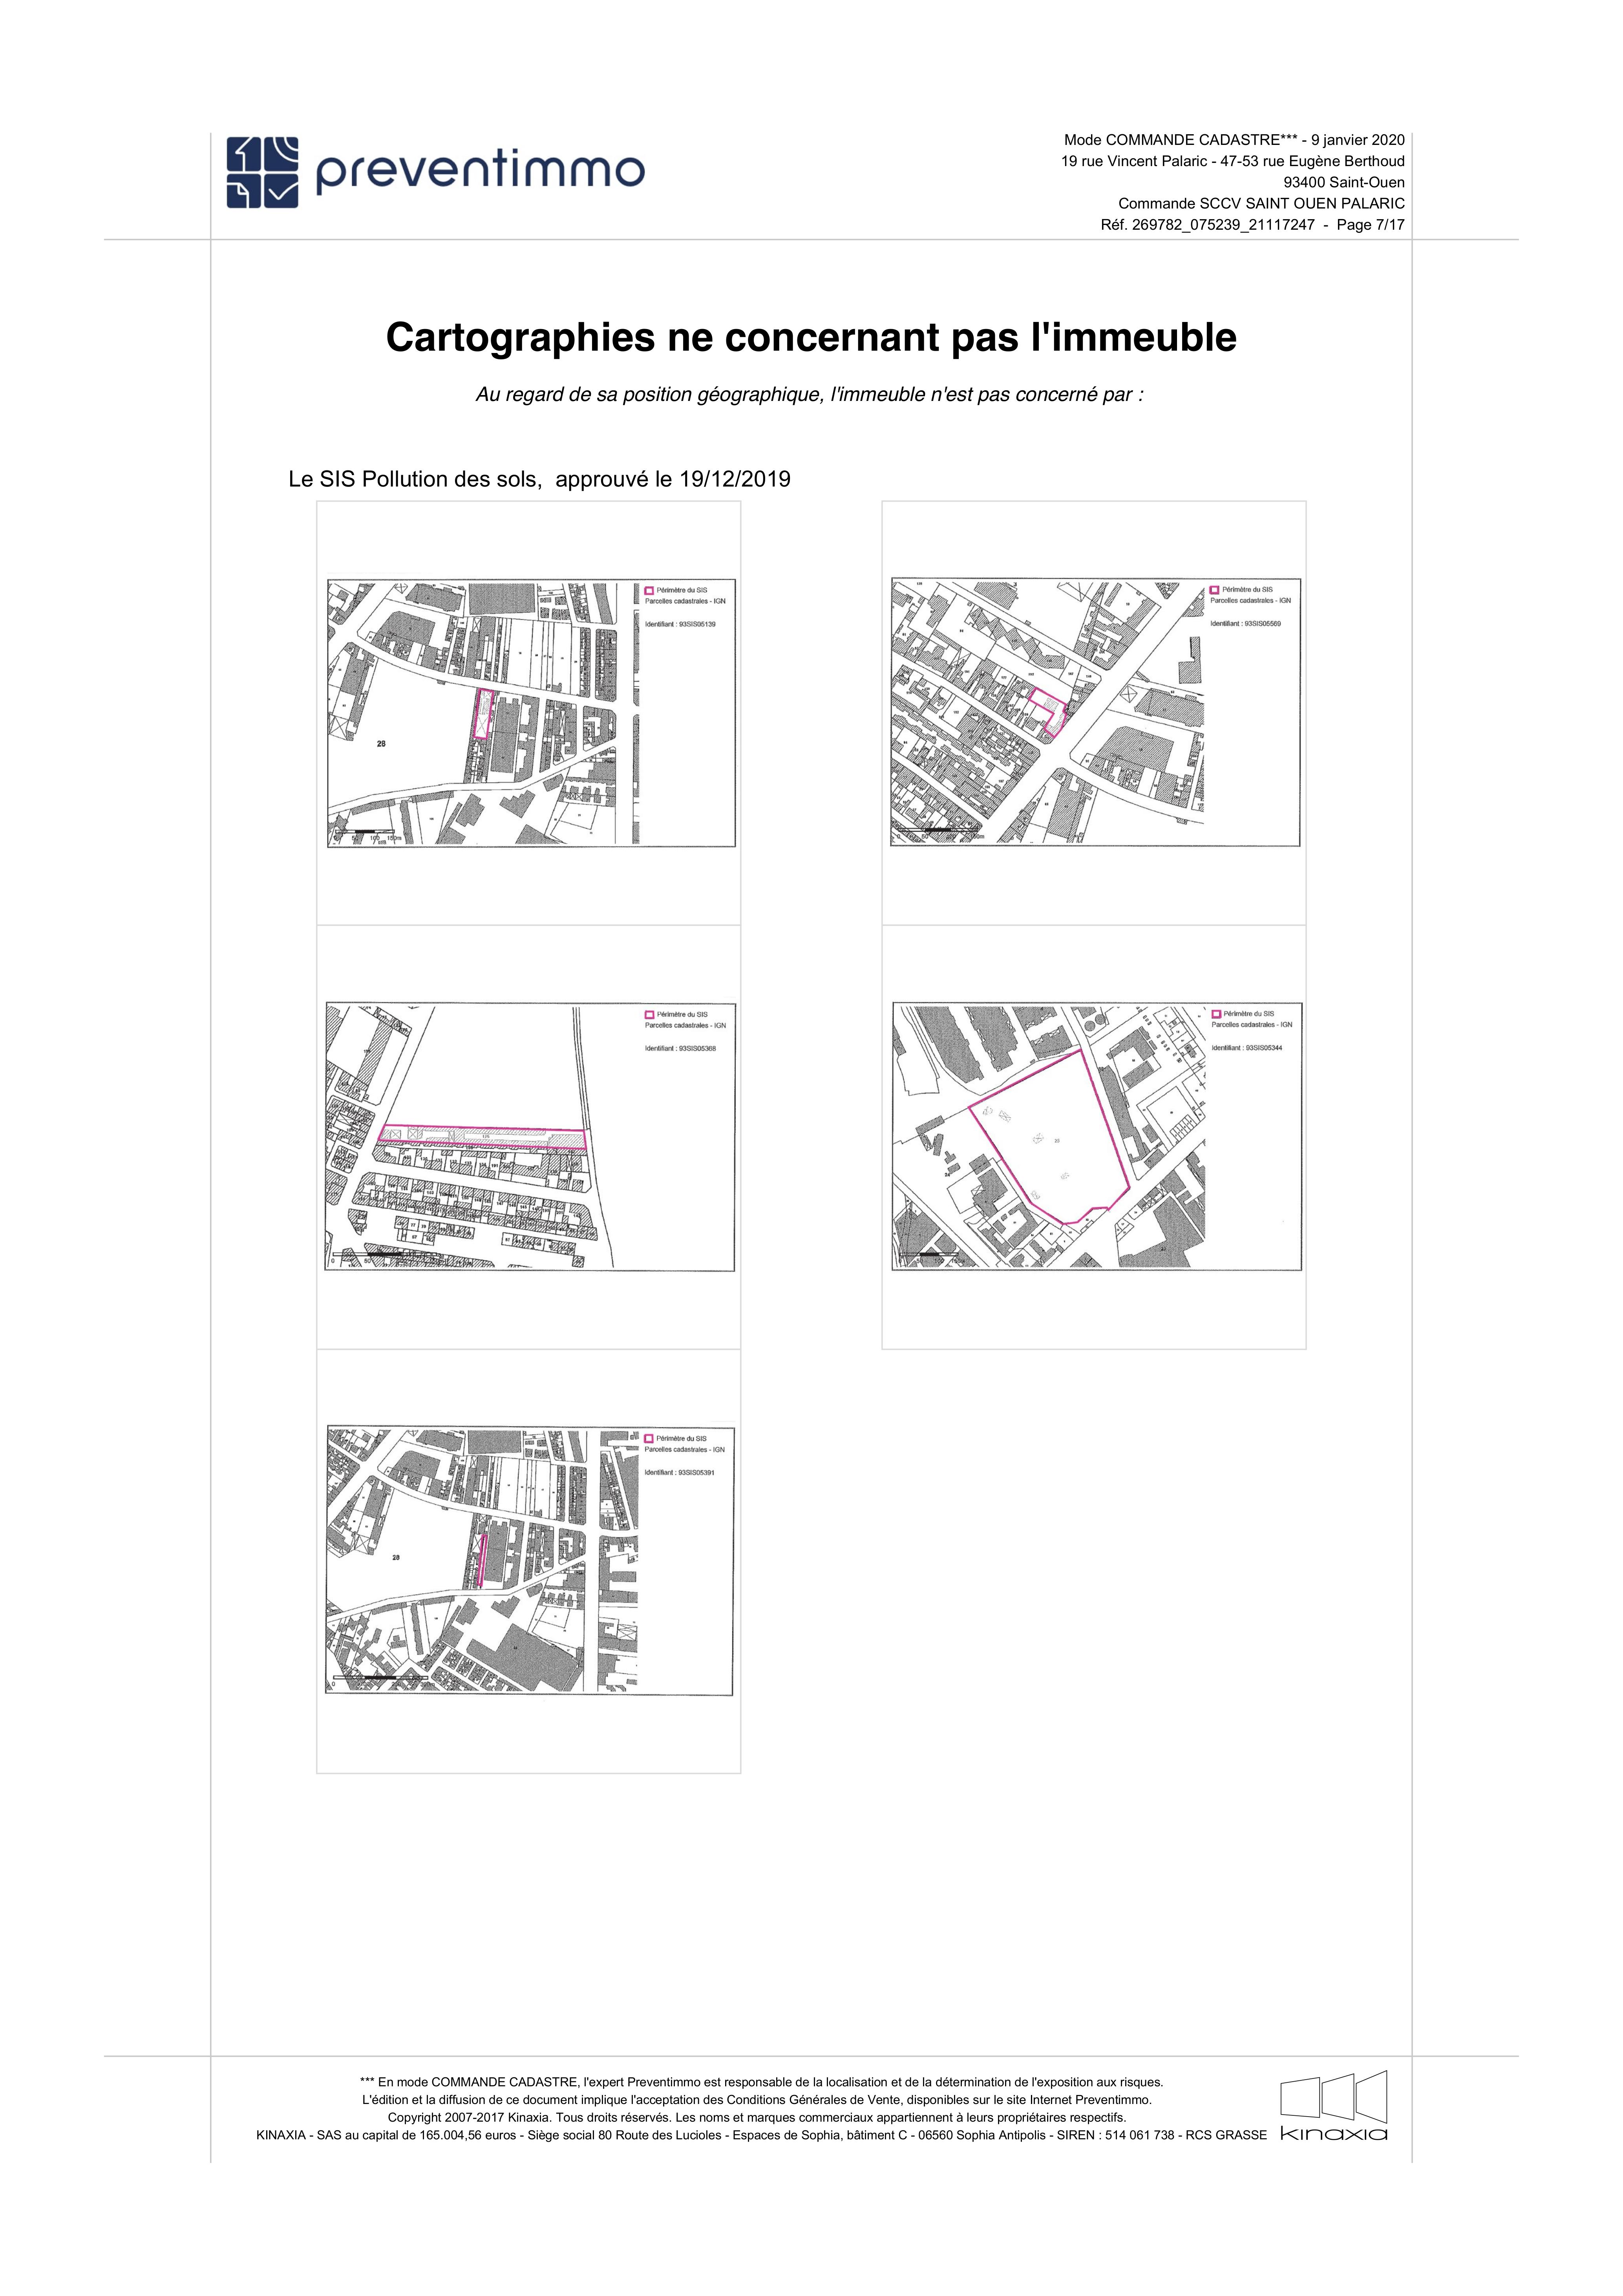 preventimmo
Mode COMMANDE CADASTRE*** - 9 janvier 2020
19 rue Vincent Palaric - 47-53 rue Eugène Berthoud
93400 Saint-Ouen
Commande SCCV SAINT OUEN PALARIC
Réf. 269782_075239_21117247 - Page 7/17
Cartographies ne concernant pas l'immeuble
Au regard de sa position géographique, l'immeuble n'est pas concerné par :
Le SIS Pollution des sols, approuvé le 19/12/2019
Périmètre du SIS
Parcelles cadastrales - IGN
Identifiant : 93SIS05139
28
Périmètre du SIS
Parcelles cadastrales - IGN
Identifiant : 93SIS05569
Périmètre du SIS
Parcelles cadastrales - IGN
Identifiant : 93SIS05368
Périmètre du SIS
Parcelles cadastrales - IGN
Identifiant : 93SIS05344
Périmètre du SIS
Parcelles cadastrales - IGN
Identifiant : 93SIS05391
28
*** En mode COMMANDE CADASTRE, l'expert Preventimmo est responsable de la localisation et de la détermination de l'exposition aux risques.
L'édition et la diffusion de ce document implique l'acceptation des Conditions Générales de Vente, disponibles sur le site Internet Preventimmo.
Copyright 2007-2017 Kinaxia. Tous droits réservés. Les noms et marques commerciaux appartiennent à leurs propriétaires respectifs.
KINAXIA - SAS au capital de 165.004,56 euros - Siège social 80 Route des Lucioles - Espaces de Sophia, bâtiment C - 06560 Sophia Antipolis - SIREN : 514 061 738 - RCS GRASSE
kinaxia